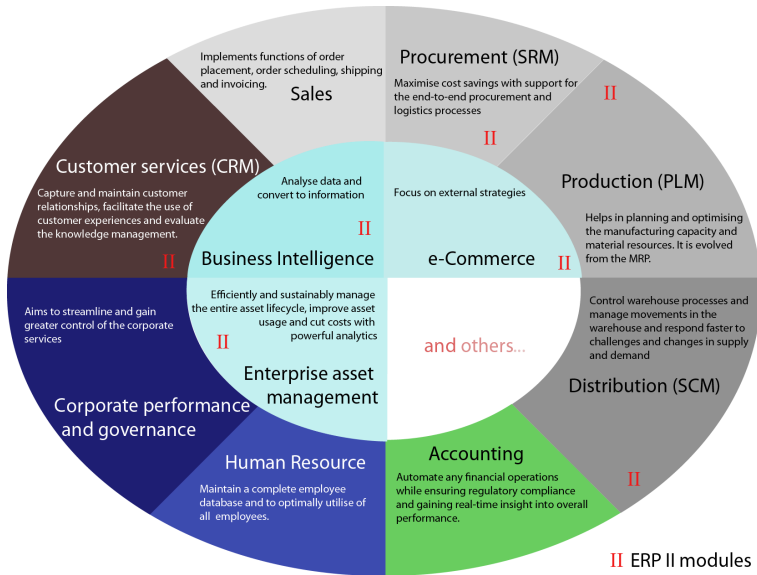 Implements functions of order
placement, order scheduling, shipping
and invoicing.
Sales
Procurement (SRM)
Maximise cost savings with support for
the end-to-end procurement and
logistics processes
II
II
Customer services (CRM)
Capture and maintain customer
relationships, facilitate the use of
customer experiences and evaluate
the knowledge management.
II
Analyse data and
convert to information
II
Business Intelligence
Focus on external strategies
e-Commerce
II
Production (PLM)
Helps in planning and optimising
the manufacturing capacity and
material resources. It is evolved
from the MRP.
Aims to streamline and gain
greater control of the corporate
services
Corporate performance
and governance
Efficiently and sustainably manage
the entire asset lifecycle, improve asset
usage and cut costs with
powerful analytics
II
Enterprise asset
management
and others...
Control warehouse processes and
manage movements in the
warehouse and respond faster to
challenges and changes in supply
and demand
Distribution (SCM)
II
Human Resource
Maintain a complete employee
database and to optimally utilise of
all employees.
Accounting
Automate any financial operations
while ensuring regulatory compliance
and gaining real-time insight into overall
performance.
II ERP II modules